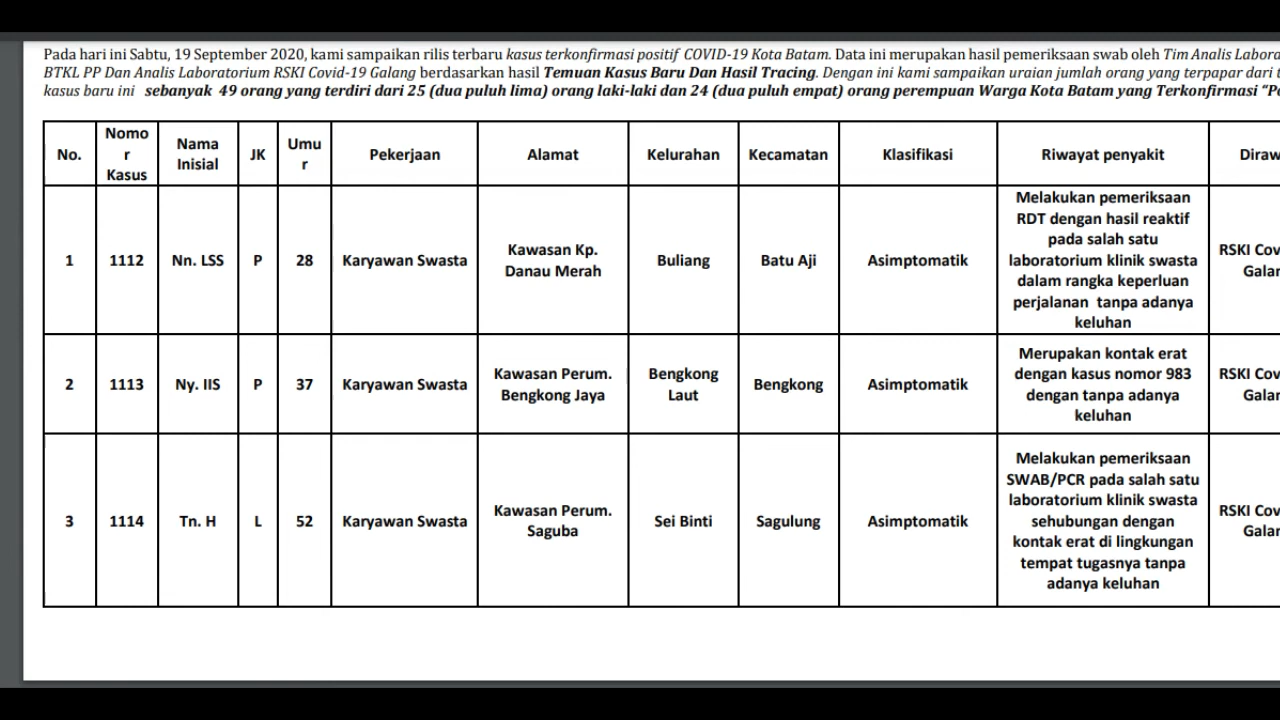 Pada hari ini Sabtu, 19 September 2020, kami sampaikan rilis terbaru kasus terkonfirmasi positif COVID-19 Kota Batam. Data ini merupakan hasil pemeriksaan swab oleh Tim Analis
BTKL PP Dan Analis Laboratorium RSKI Covid-19 Galang berdasarkan hasil Temuan Kasus Baru Dan Hasil Tracing. Dengan ini kami sampaikan uraian jumlah orang yang terpapar dari
kasus baru ini sebanyak 49 orang yang terdiri dari 25 (dua puluh lima) orang laki-laki dan 24 (dua puluh empat) orang perempuan Warga Kota Batam yang Terkonfirmasi
No.
Nomo
r
Kasus
Nama
Inisial
JK
Umu
r
Pekerjaan
Alamat
Kelurahan
Kecamatan
Klasifikasi
Riwayat penyakit
1
1112
Nn. LSS
P
28
Karyawan Swasta
Kawasan Kp.
Danau Merah
Buliang
Batu Aji
Asimptomatik
Melakukan pemeriksaan
RDT dengan hasil reaktif
pada salah satu
laboratorium klinik swasta
dalam rangka keperluan
perjalanan tanpa adanya
keluhan
RSKI
2
1113
Ny. IIS
P
37
Karyawan Swasta
Kawasan Perum.
Bengkong Jaya
Bengkong
Laut
Bengkong
Asimptomatik
Merupakan kontak erat
dengan kasus nomor 983
dengan tanpa adanya
keluhan
RSKI
3
1114
Tn. H
L
52
Karyawan Swasta
Kawasan Perum.
Saguba
Sei Binti
Sagulung
Asimptomatik
Melakukan pemeriksaan
SWAB/PCR pada salah satu
laboratorium klinik swasta
sehubungan dengan
kontak erat di lingkungan
tempat tugasnya tanpa
adanya keluhan
RSKI